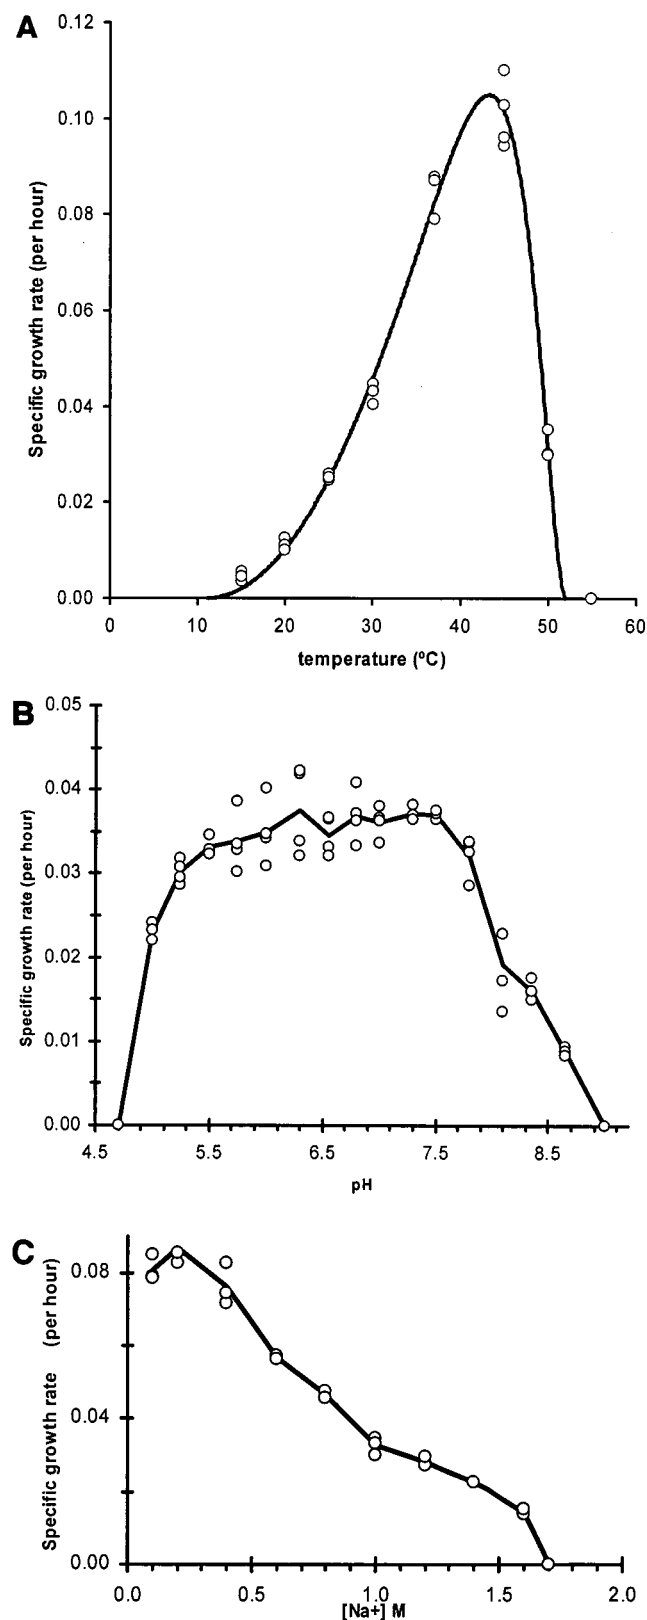 A
Specific growth rate (per hour)
0.12
0.10
0.08
0.06
0.04
0.02
0.00
0 10 20 30 40 50 60
temperature (ºC)
B
Specific growth rate (per hour)
0.05
0.04
0.03
0.02
0.01
0.00
4.5 5.5 6.5 7.5 8.5
pH
C
Specific growth rate (per hour)
0.08
0.04
0.00
0.0 0.5 1.0 1.5 2.0
[Na+] M